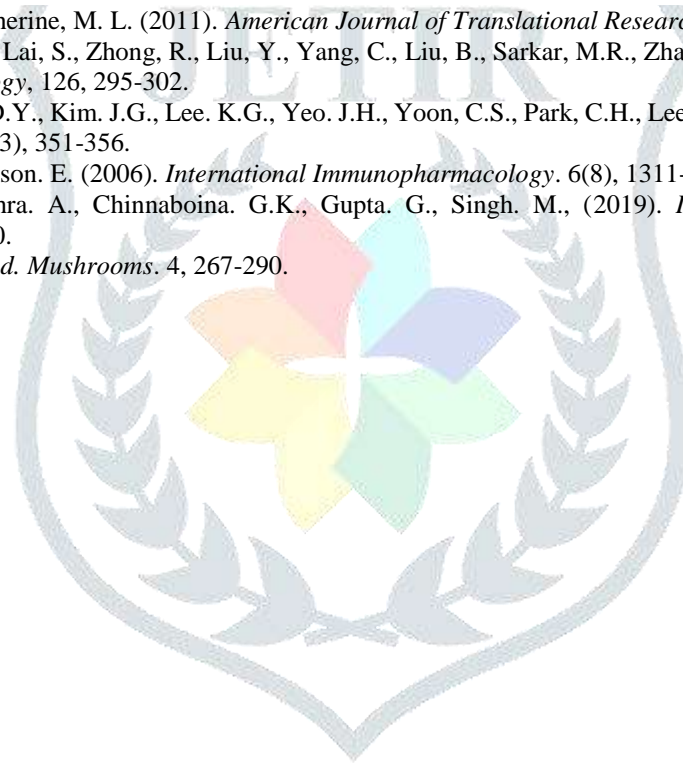 JETIR
herine, M. L. (2011). American Journal of Translational Researc
Lai, S., Zhong, R., Liu, Y., Yang, C., Liu, B., Sarkar, M.R., Zha
gy, 126, 295-302.
.Y., Kim. J.G., Lee. K.G., Yeo. J.H., Yoon, C.S., Park, C.H., Lee
3), 351-356.
son. E. (2006). International Immunopharmacology. 6(8), 1311-
nra. A., Chinnaboina. G.K., Gupta. G., Singh. M., (2019).
d. Mushrooms. 4, 267-290.